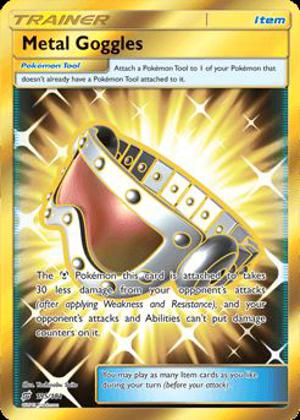 TRAINER
Item
Metal Goggles
Pokémon Tool
Attach a Pokémon Tool to 1 of your Pokémon that
doesn't already have a Pokémon Tool attached to it.
The Pokémon this card is attached to takes
30 less damage from your opponent's attacks
(after applying Weakness and Resistance), and your
opponent's attacks and Abilities can't put damage
counters on it.
You may play as many Item cards as you like
during your turn (before your attack).